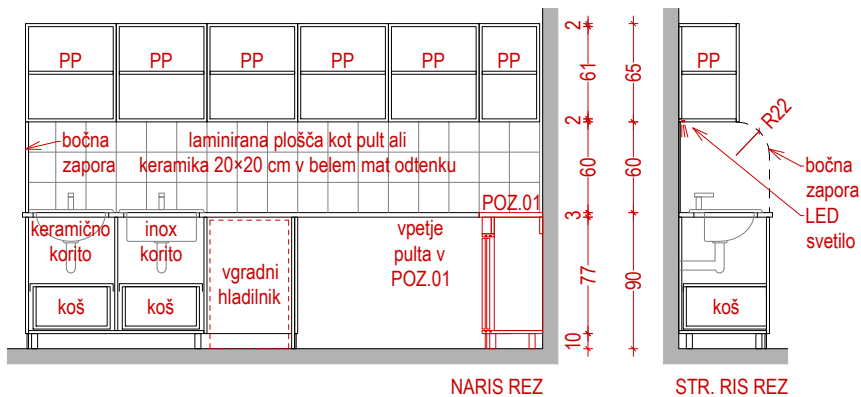 PP PP PP PP PP PP
2
61
2
60
3
77
10
65
60
90
bočna
zapora
laminirana plošča kot pult ali
keramika 20×20 cm v belem mat odtenku
POZ.01
keramično
korito
inox
korito
vgradni
hladilnik
vpetje
pulta v
POZ.01
koš
koš
NARIS REZ
PP
R22
bočna
zapora
LED
svetilo
koš
STR. RIS REZ